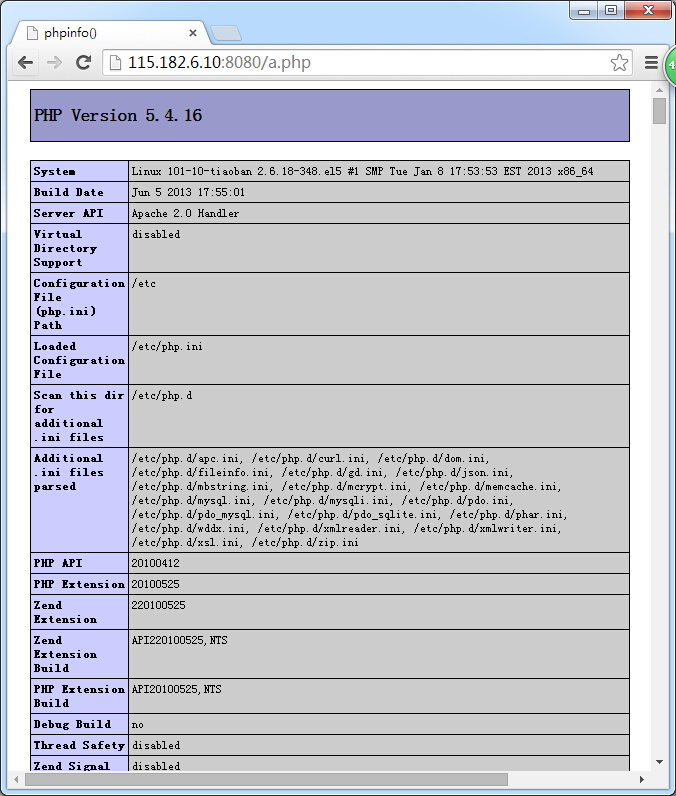 phpinfo()
115.182.6.10:8080/a.php
4
PHP Version 5.4.16
System
Linux 101-10-tiaoban 2.6.18-348.el5 #1 SMP Tue Jan 8 17:53:53 EST 2013 x86_64
Build Date
Jun 5 2013 17:55:01
Server API
Apache 2.0 Handler
Virtual
Directory
Support
disabled
Configuration
File
(php.ini)
Path
/etc
Loaded
Configuration
File
/etc/php.ini
Scan this dir
for
additional
.ini files
/etc/php.d
Additional
.ini files
parsed
/etc/php.d/apc.ini, /etc/php.d/curl.ini, /etc/php.d/dom.ini,
/etc/php.d/fileinfo.ini, /etc/php.d/gd.ini, /etc/php.d/json.ini,
/etc/php.d/mbstring.ini, /etc/php.d/mcrypt.ini, /etc/php.d/memcache.ini,
/etc/php.d/mysql.ini, /etc/php.d/mysqli.ini, /etc/php.d/pdo.ini,
/etc/php.d/pdo_mysql.ini, /etc/php.d/pdo_sqlite.ini, /etc/php.d/phar.ini,
/etc/php.d/wddx.ini, /etc/php.d/xmlreader.ini, /etc/php.d/xmlwriter.ini,
/etc/php.d/xsl.ini, /etc/php.d/zip.ini
PHP API
20100412
PHP Extension
20100525
Zend
Extension
220100525
Zend
Extension
Build
API220100525,NTS
PHP Extension
Build
API20100525,NTS
Debug Build
no
Thread Safety
disabled
Zend Signal
disabled